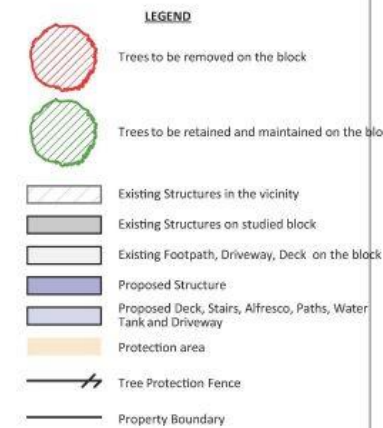 LEGEND
Trees to be removed on the block
Trees to be retained and maintained on the blo
Existing Structures in the vicinity
Existing Structures on studied block
Existing Footpath, Driveway, Deck on the block
Proposed Structure
Proposed Deck, Stairs, Alfresco, Paths, Water
Tank and Driveway
Protection area
Tree Protection Fence
Property Boundary